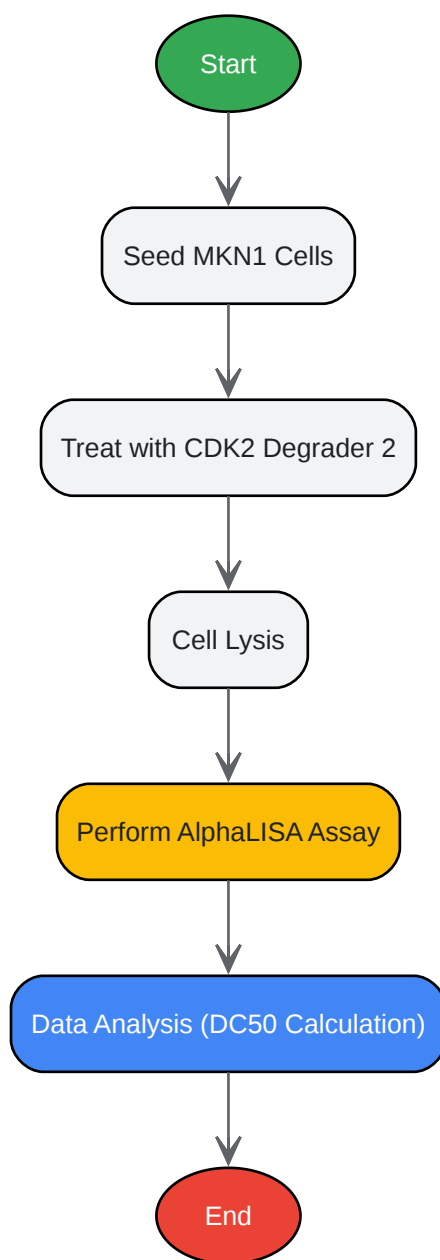 Start
Seed MKN1 Cells
Treat with CDK2 Degrader 2
Cell Lysis
Perform AlphaLISA Assay
Data Analysis (DC50 Calculation)
End